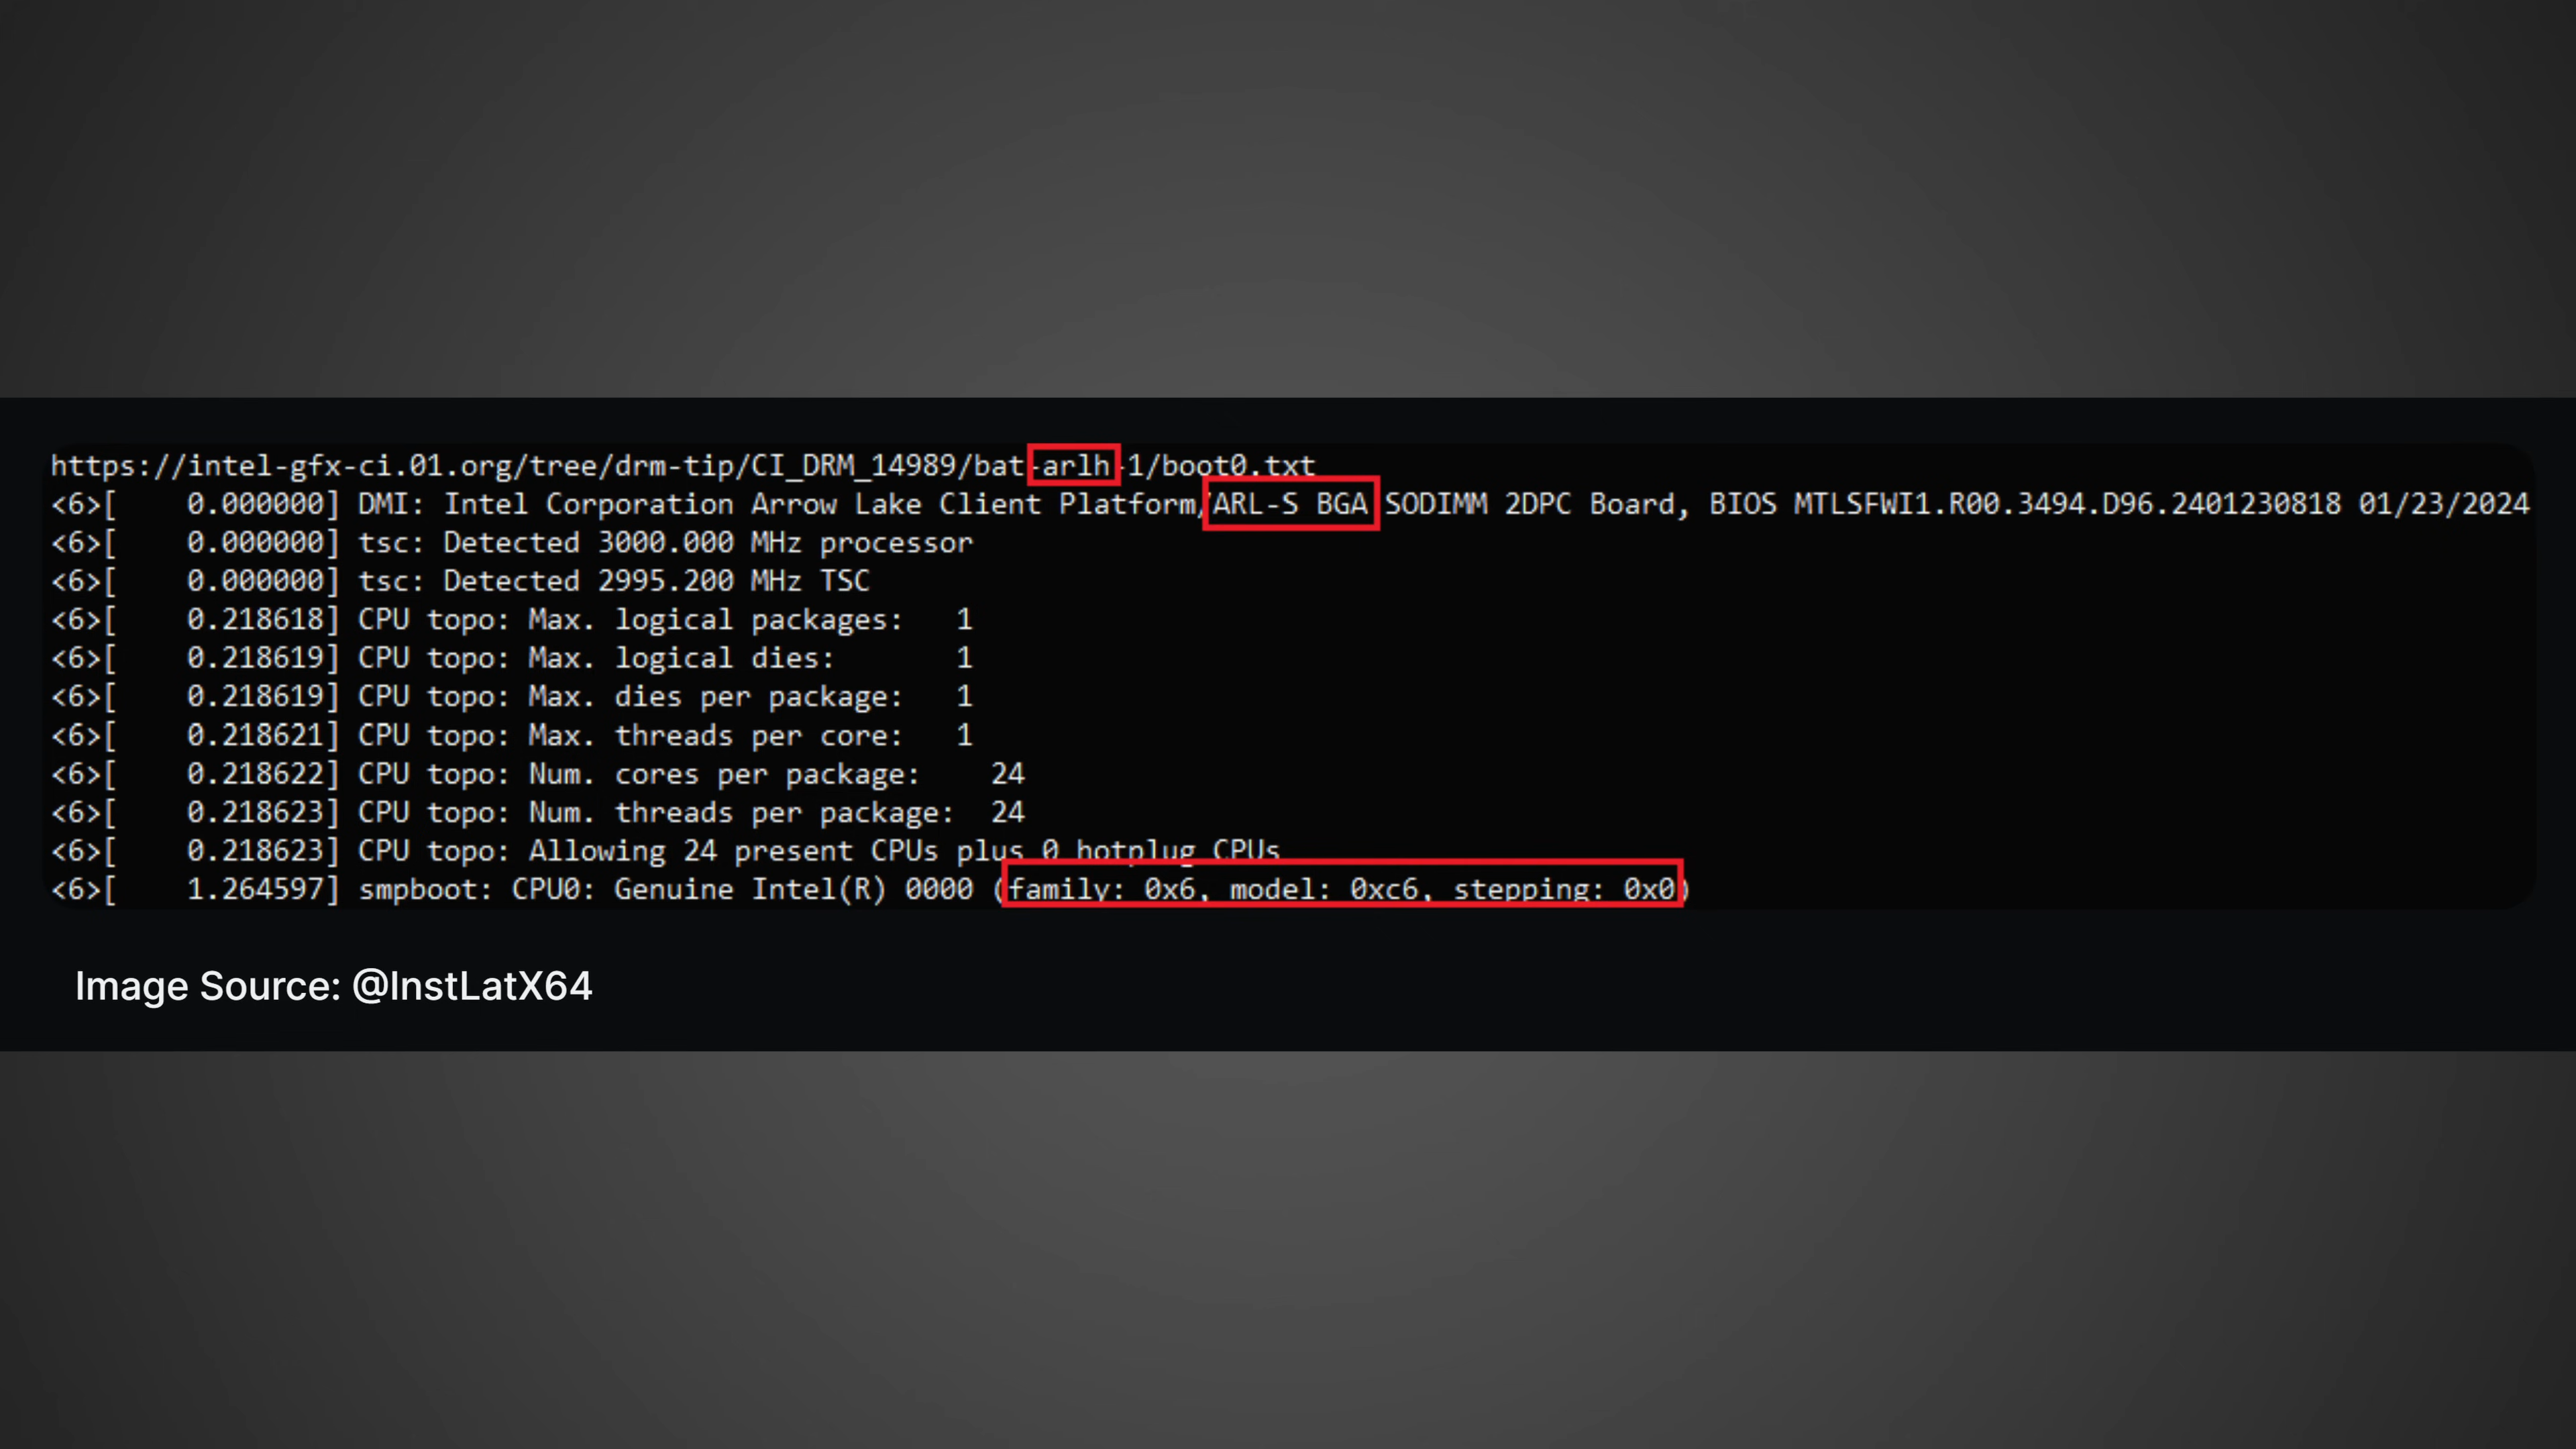 https://intel-gfx-ci.01.org/tree/drm-tip/CI_DRM_14989/bat-arlh-1/boot0.txt
<6>[    0.000000] DMI: Intel Corporation Arrow Lake Client Platform/ARL-S BGA SODIMM 2DPC Board, BIOS MTLSFWI1.R00.3494.D96.2401230818 01/23/2024
<6>[    0.000000] tsc: Detected 3000.000 MHz processor
<6>[    0.000000] tsc: Detected 2995.200 MHz TSC
<6>[    0.218618] CPU topo: Max. logical packages:   1
<6>[    0.218619] CPU topo: Max. logical dies:       1
<6>[    0.218619] CPU topo: Max. dies per package:   1
<6>[    0.218621] CPU topo: Max. threads per core:   1
<6>[    0.218622] CPU topo: Num. cores per package:    24
<6>[    0.218623] CPU topo: Num. threads per package:  24
<6>[    0.218623] CPU topo: Allowing 24 present CPUs plus 0 hotplug CPUs
<6>[    1.264597] smpboot: CPU0: Genuine Intel(R) 0000 (family: 0x6, model: 0xc6, stepping: 0x0)
Image Source: @InstLatX64